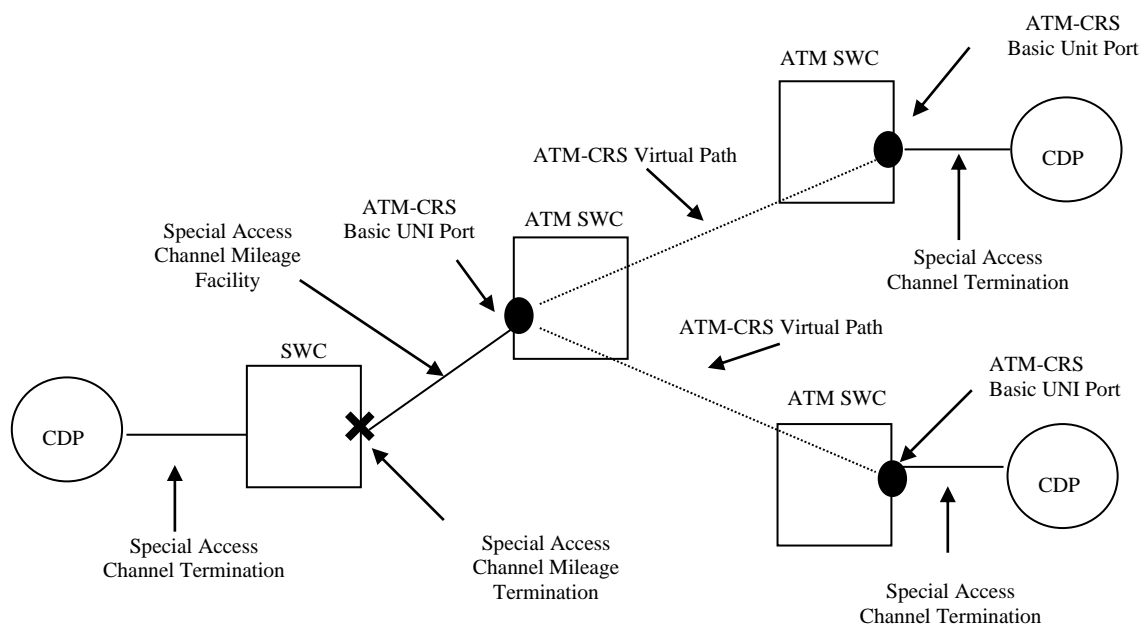 ATM-CRS
Basic Unit Port
ATM SWC
CDP
ATM-CRS Virtual Path
ATM-CRS
Basic UNI Port
ATM SWC
Special Access
Channel Mileage
Facility
Special Access
Channel Termination
ATM-CRS Virtual Path
SWC
ATM-CRS
Basic UNI Port
ATM SWC
CDP
CDP
Special Access
Channel Termination
Special Access
Channel Mileage
Termination
Special Access
Channel Termination